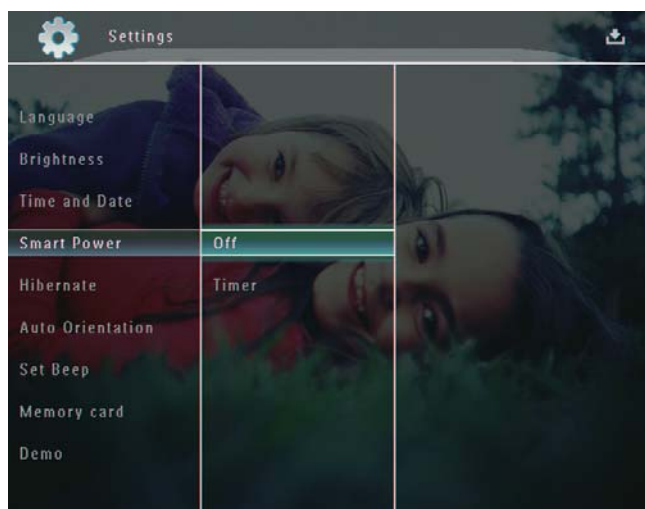 Settings
Language
Brightness
Time and Date
Smart Power
Off
Hibernate
Timer
Auto Orientation
Set Beep
Memory card
Demo